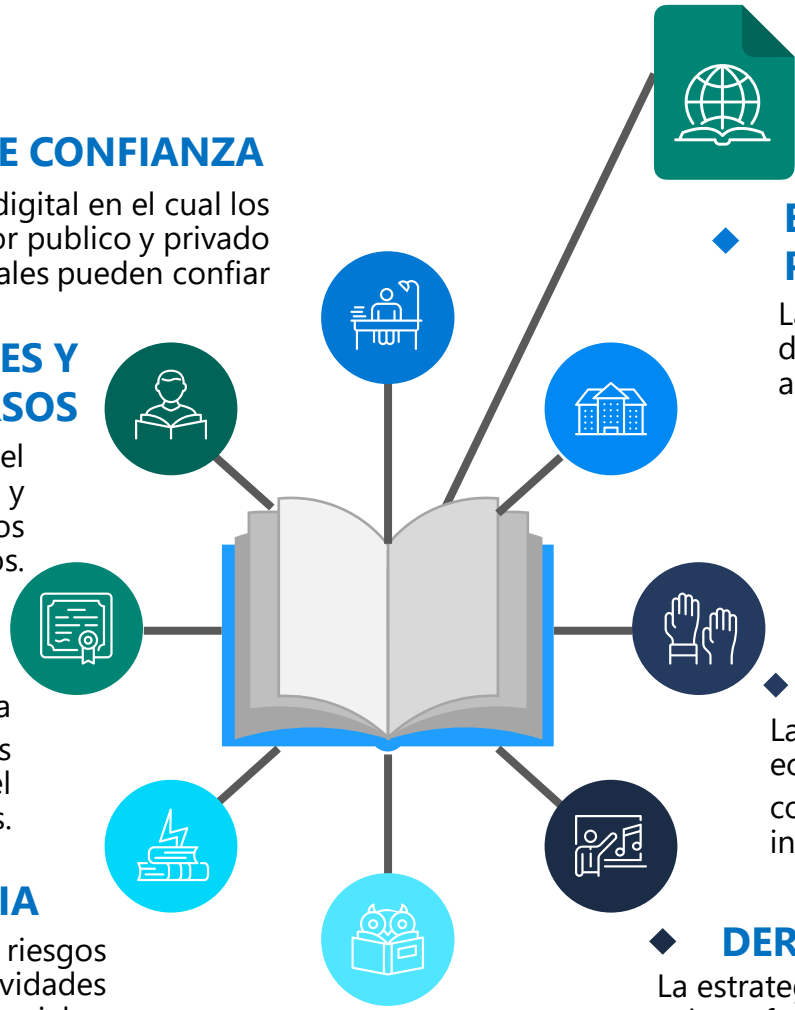 E CONFIANZA
digital en el cual los
or publico y privado
ales pueden confiar
ES Y
RSOS
el
y
os
os.
a
s
el
s.
IA
riesgos
vidades
La
d
a
La
ec
co
in
DER
La estrateg